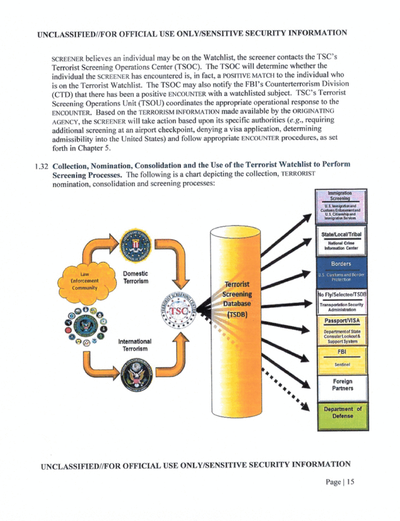 UNCLASSIFIED//FOR OFFICIAL USE ONLY/SENSITIVE SECURITY INFORMATION
SCREENER believes an individual may be on the Watchlist, the screener contacts the TSC's
Terrorist Screening Operations Center (TSOC). The TSOC will determine whether the
individual the SCREENER has encountered is, in fact, a POSITIVE MATCH to the individual who
is on the Terrorist Watchlist. The TSOC may also notify the FBI's Counterterrorism Division
(CTD) that there has been a positive ENCOUNTER with a watchlisted subject. TSC's Terrorist
Screening Operations Unit (TSOU) coordinates the appropriate operational response to the
ENCOUNTER. Based on the TERRORISM INFORMATION made available by the ORIGINATING
AGENCY, the SCREENER will take action based upon its specific authorities (e.g., requiring
additional screening at an airport checkpoint, denying a visa application, determining
admissibility into the United States) and follow appropriate ENCOUNTER procedures, as set
forth in Chapter 5.
1.32 Collection, Nomination, Consolidation and the Use of the Terrorist Watchlist to Perform
Screening Processes. The following is a chart depicting the collection, TERRORIST
nomination, consolidation and screening processes:
Law
Enforcement
Community
Domestic
Terrorism
International
Terrorism
TSC
Terrorist
Screening
Database
(TSDB)
Immigration
Screening
U.S. Immigration and
Customs Enforcement and
U.S. Citizenship and
Immigration Services
State/Local/Tribal
National Crime
Information Center
Borders
U.S. Customs and Border
Protection
No Fly/Selectee/TSDB
Transportation Security
Administration
Passport/VISA
Department of State
Consular Lookout &
Support System
FBI
Sentinel
Foreign
Partners
Department of
Defense
UNCLASSIFIED//FOR OFFICIAL USE ONLY/SENSITIVE SECURITY INFORMATION
Page | 15